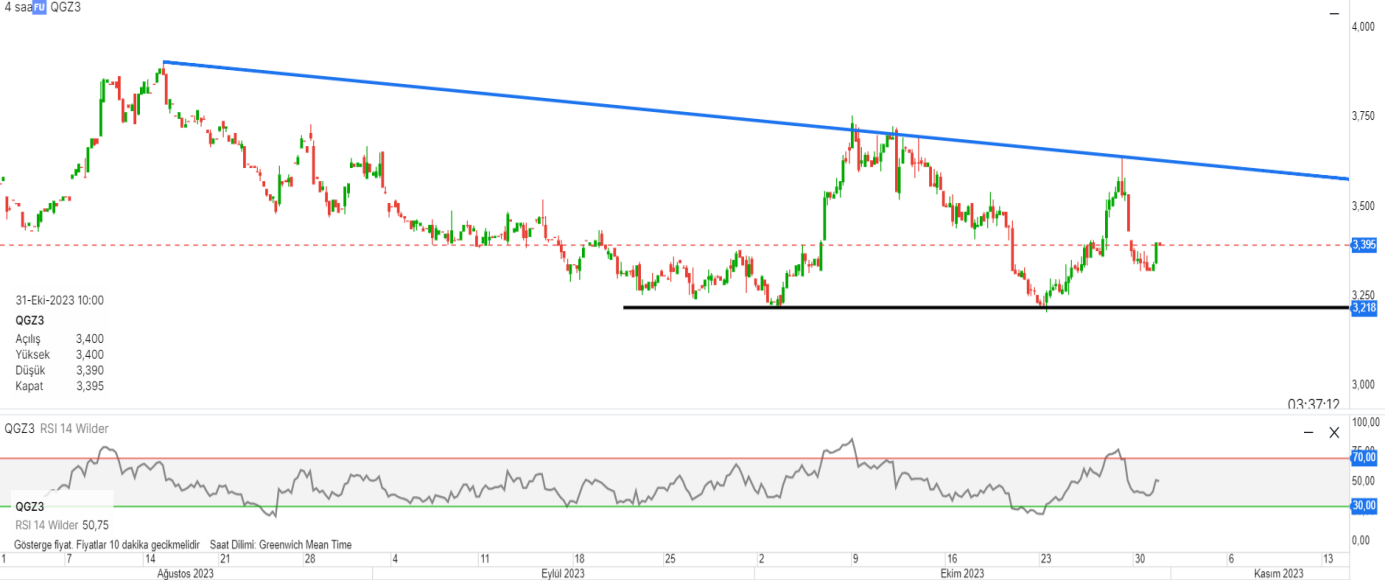 4 saa FU QGZ3
4,000
3,750
3,500
3,395
3,250
3,218
3,000
31-Eki-2023 10:00
QGZ3
Açılış 3,400
Yüksek 3,400
Düşük 3,390
Kapat 3,395
03:37:12
QGZ3 RSI 14 Wilder
100,00
75,00
70,00
50,00
30,00
0,00
QGZ3
RSI 14 Wilder 50,75
Gösterge fiyat. Fiyatlar 10 dakika gecikmelidir Saat Dilimi: Greenwich Mean Time
1 7 14 21 28 4 11 18 25 2 9 16 23 30 6 13
Ağustos 2023 Eylül 2023 Ekim 2023 Kasım 2023